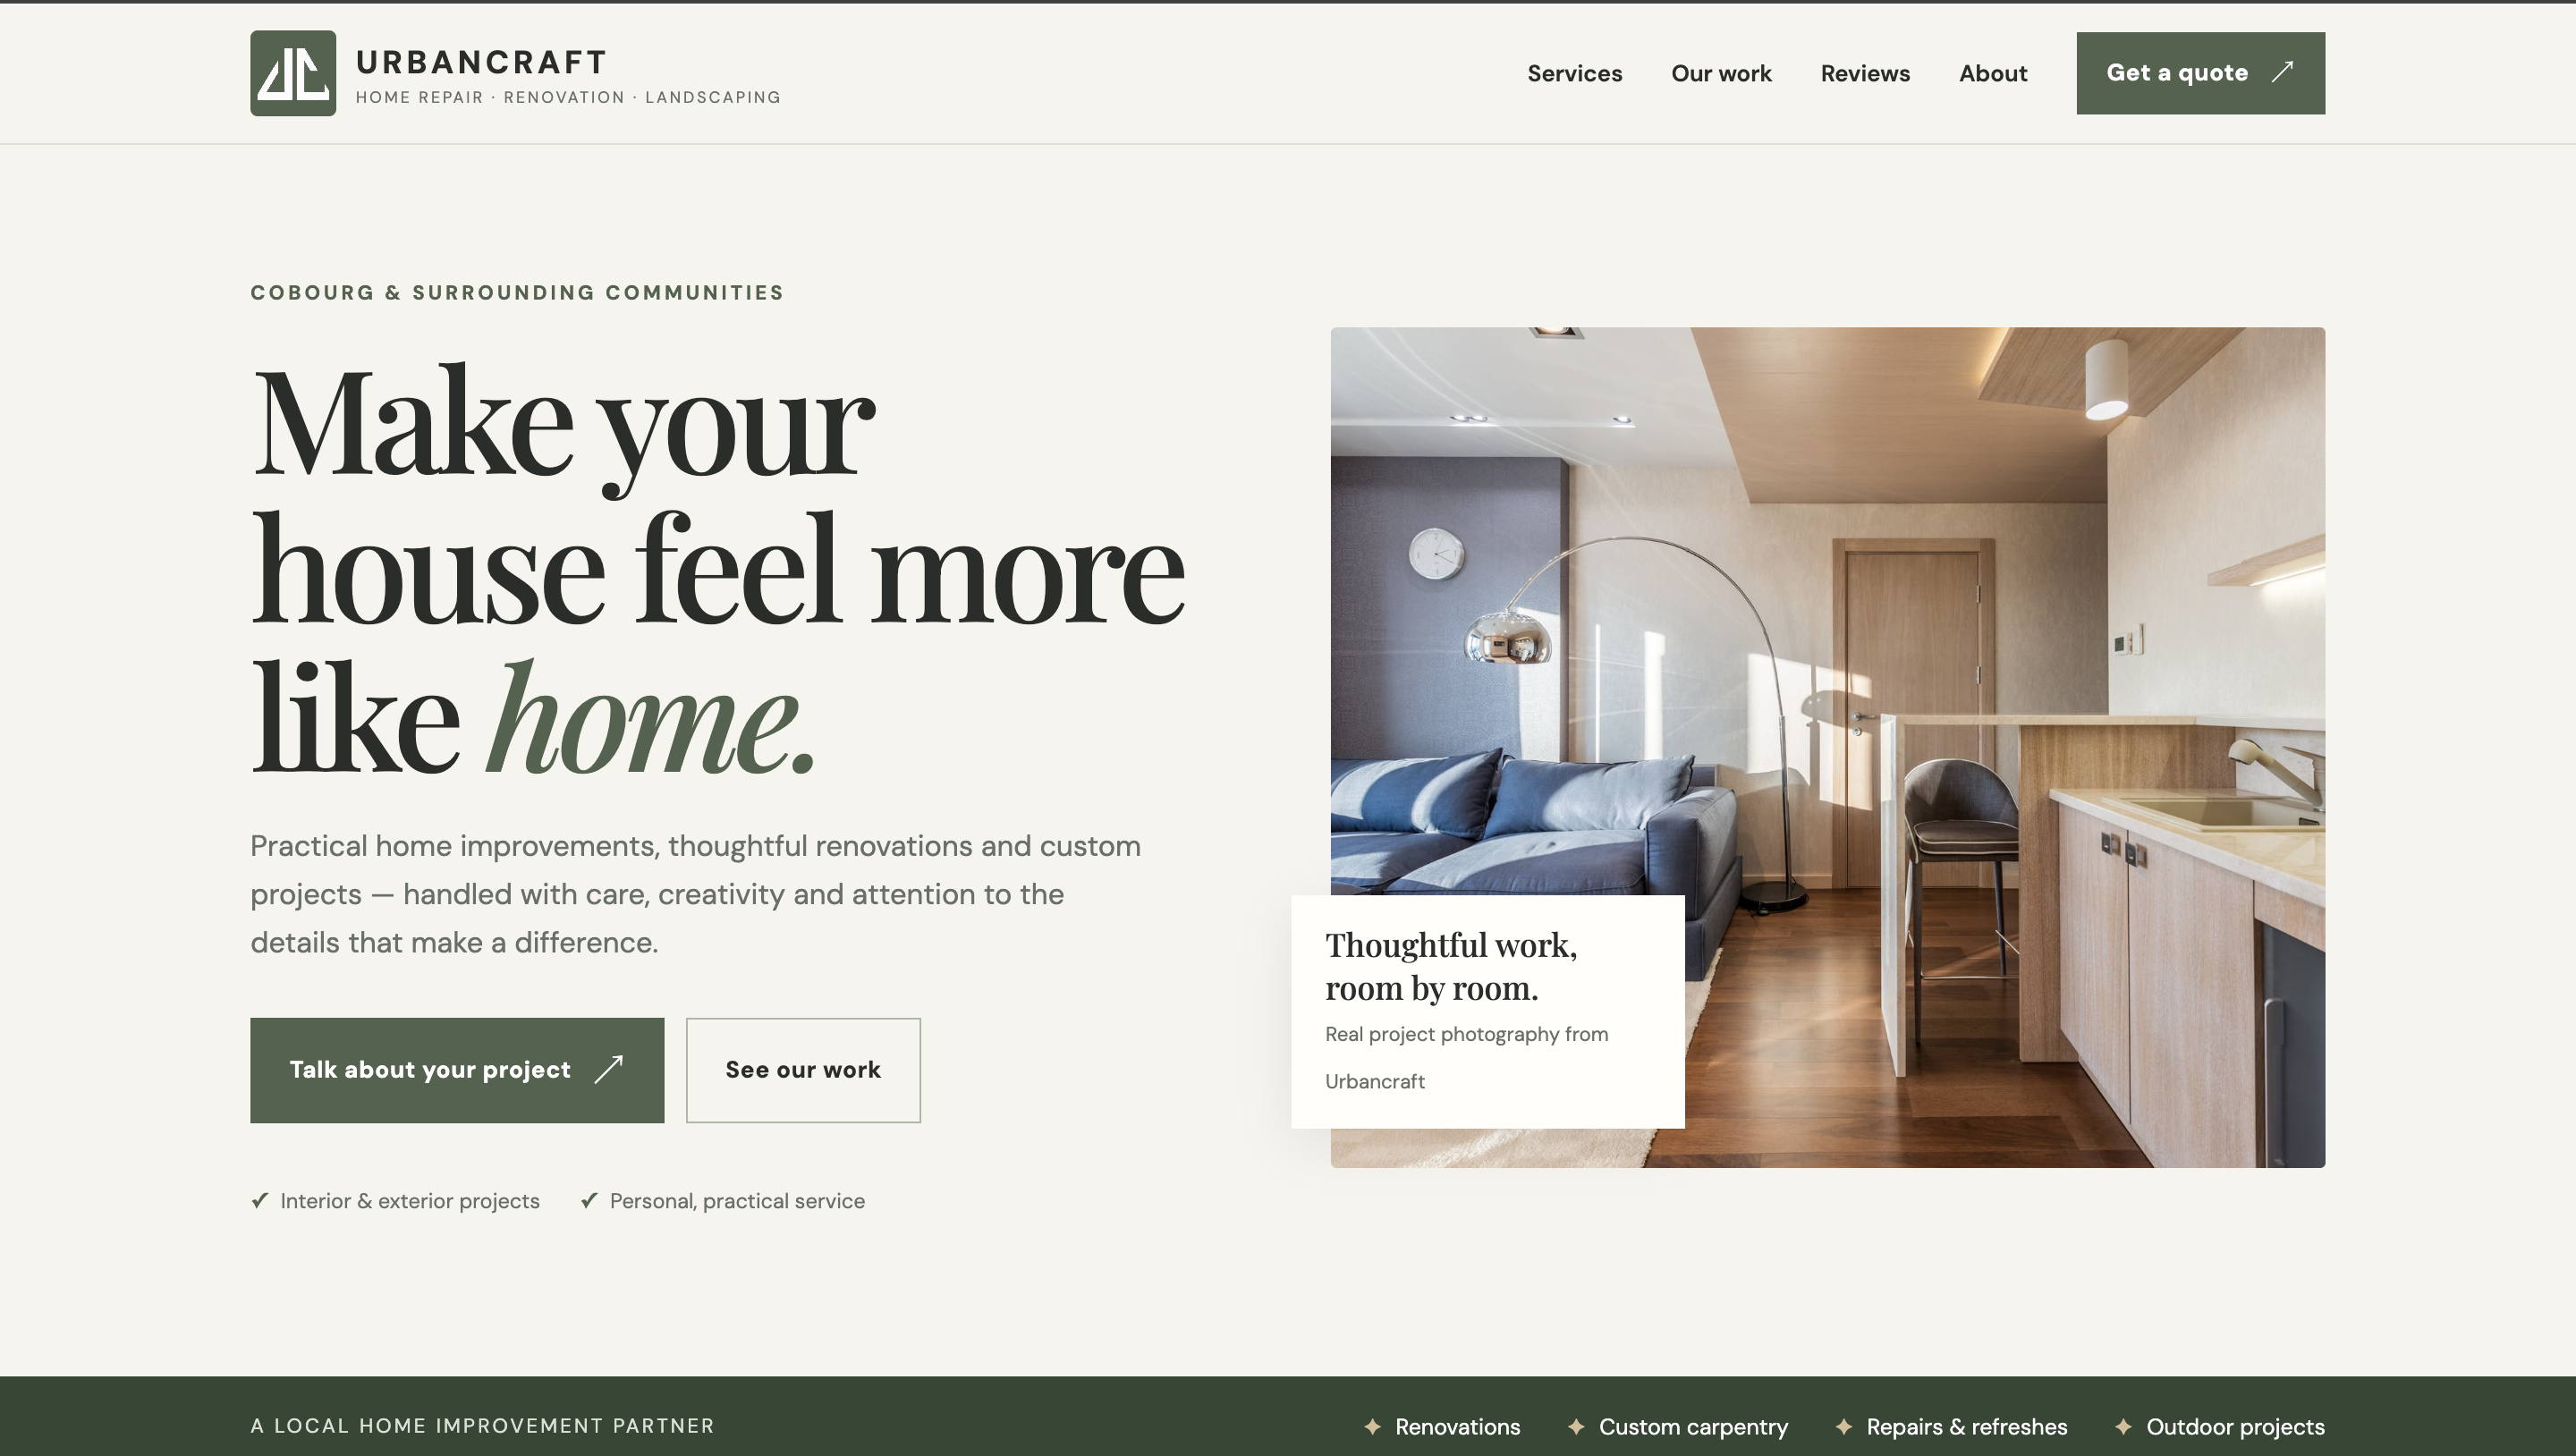 URBANCRAFT
HOME REPAIR · RENOVATION · LANDSCAPING
Services
Our work
Reviews
About
Get a quote ↗
COBOURG & SURROUNDING COMMUNITIES
Make your
house feel more
like home.
Practical home improvements, thoughtful renovations and custom
projects — handled with care, creativity and attention to the
details that make a difference.
Talk about your project ↗
See our work
✓ Interior & exterior projects
✓ Personal, practical service
Thoughtful work,
room by room.
Real project photography from
Urbancraft
A LOCAL HOME IMPROVEMENT PARTNER
✦ Renovations
✦ Custom carpentry
✦ Repairs & refreshes
✦ Outdoor projects